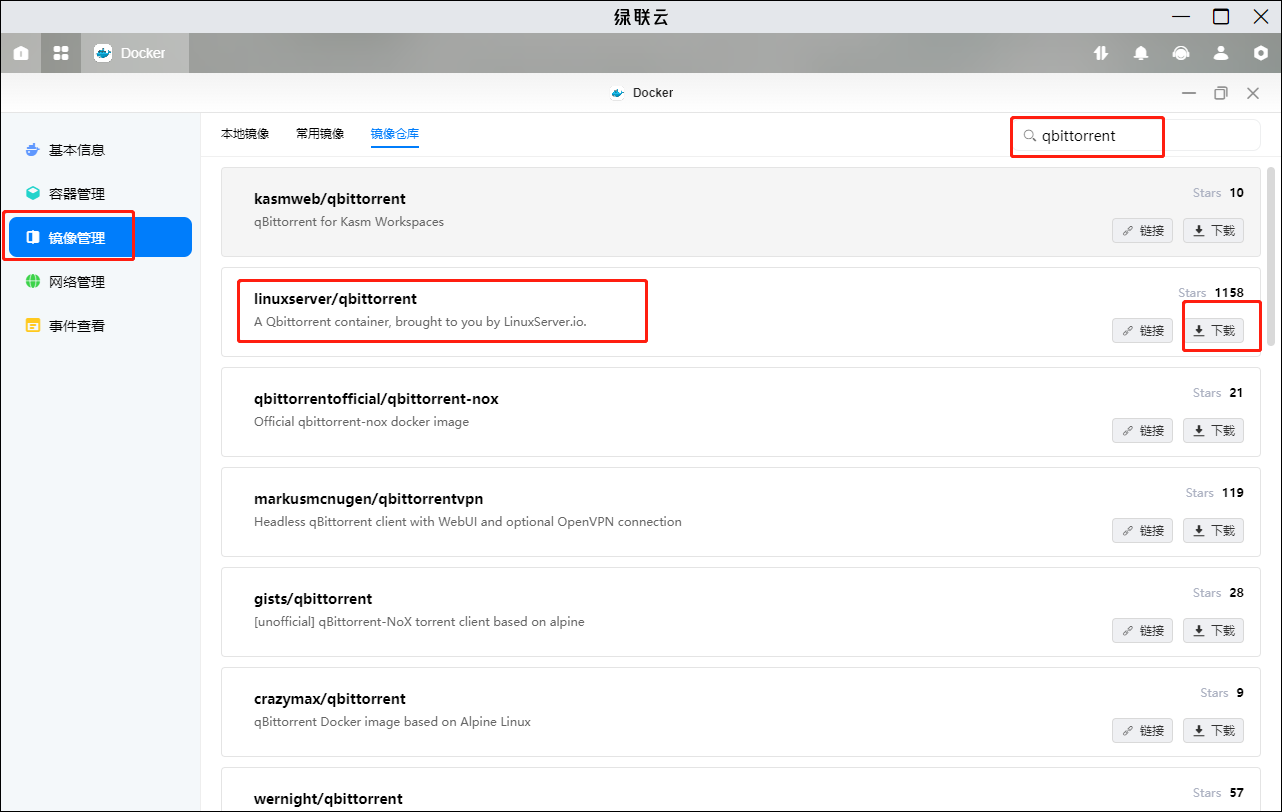 绿联云
Docker
Docker
基本信息
容器管理
镜像管理
网络管理
事件查看
本地镜像 常用镜像 镜像仓库
qbittorrent
kasmweb/qbittorrent
Stars 10
qBittorrent for Kasm Workspaces
链接 下载
linuxserver/qbittorrent
Stars 1158
A Qbittorrent container, brought to you by LinuxServer.io.
链接 下载
qbittorrentofficial/qbittorrent-nox
Stars 21
Official qbittorrent-nox docker image
链接 下载
markusmcnugen/qbittorrentvpn
Stars 119
Headless qBittorrent client with WebUI and optional OpenVPN connection
链接 下载
gists/qbittorrent
Stars 28
[unofficial] qBittorrent-NoX torrent client based on alpine
链接 下载
crazymax/qbittorrent
Stars 9
qBittorrent Docker image based on Alpine Linux
链接 下载
wernight/qbittorrent
Stars 57